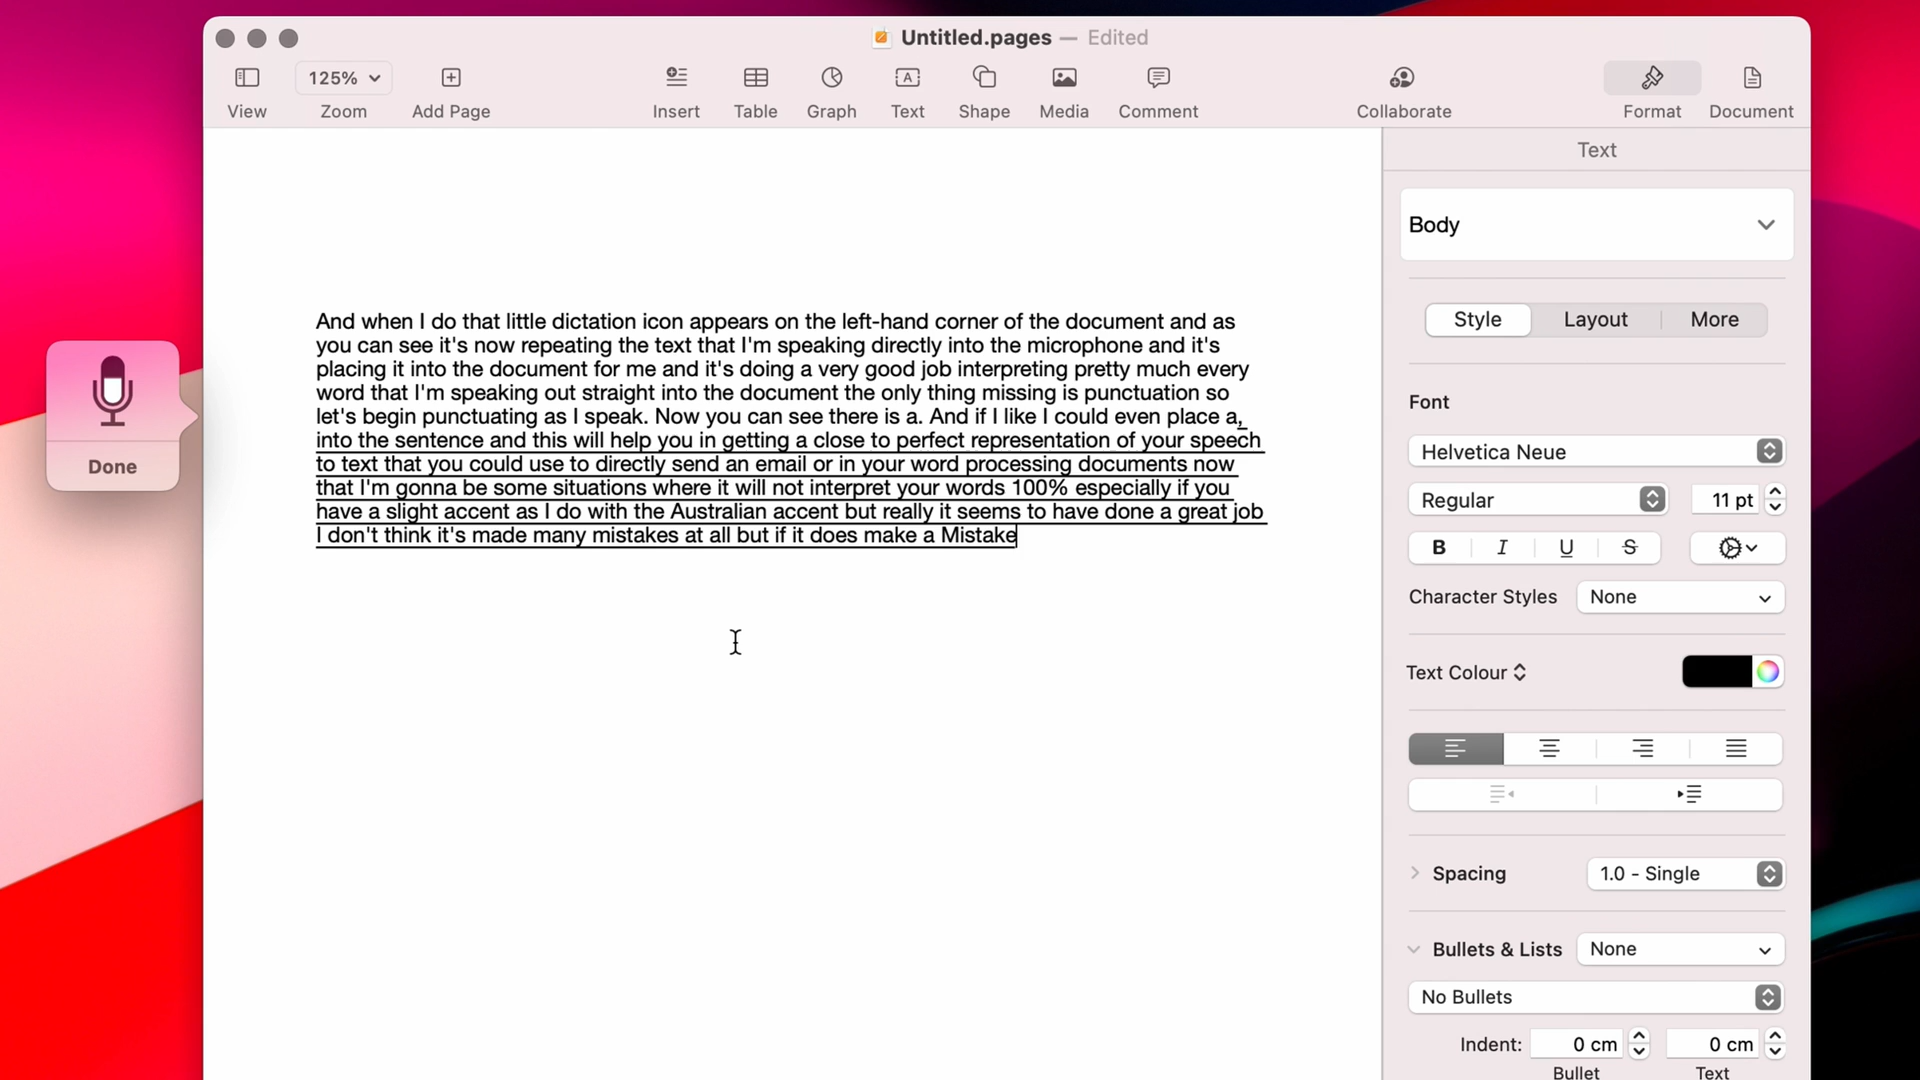 Untitled.pages — Edited
125%
View
Zoom
Add Page
Insert
Table
Graph
Text
Shape
Media
Comment
Collaborate
Format
Document
And when I do that little dictation icon appears on the left-hand corner of the document and as
you can see it's now repeating the text that I'm speaking directly into the microphone and it's
placing it into the document for me and it's doing a very good job interpreting pretty much every
word that I'm speaking out straight into the document the only thing missing is punctuation so
let's begin punctuating as I speak. Now you can see there is a. And if I like I could even place a,
into the sentence and this will help you in getting a close to perfect representation of your speech
to text that you could use to directly send an email or in your word processing documents now
that I'm gonna be some situations where it will not interpret your words 100% especially if you
have a slight accent as I do with the Australian accent but really it seems to have done a great job
I don't think it's made many mistakes at all but if it does make a Mistake
Done
Text
Body
Style
Layout
More
Font
Helvetica Neue
Regular
11 pt
B I U S
Character Styles
None
Text Colour
Spacing
1.0 - Single
Bullets & Lists
None
No Bullets
Indent:
0 cm
0 cm
Bullet
Text